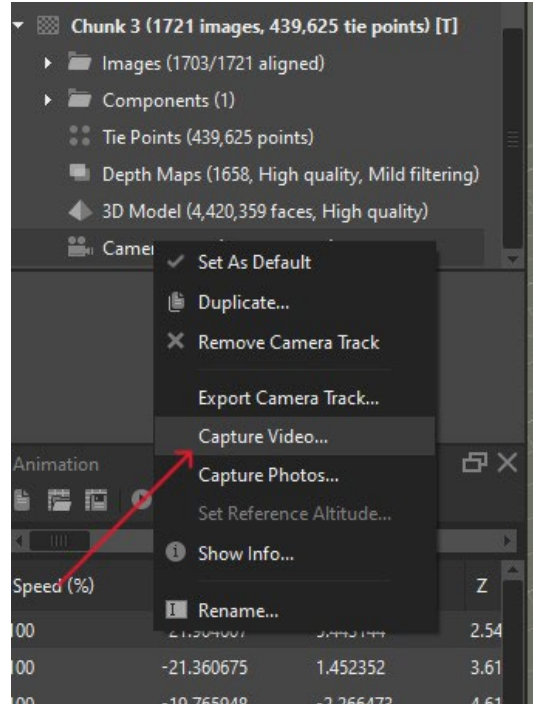 Chunk 3 (1721 images, 439,625 tie points) [T]
Images (1703/1721 aligned)
Components (1)
Tie Points (439,625 points)
Depth Maps (1658, High quality, Mild filtering)
3D Model (4,420,359 faces, High quality)
Set As Default
Duplicate...
Remove Camera Track
Export Camera Track...
Capture Video...
Capture Photos...
Set Reference Altitude...
Show Info...
Rename...
Animation
Speed (%) Z
100 2.54
100 -21.360675 1.452352 3.61